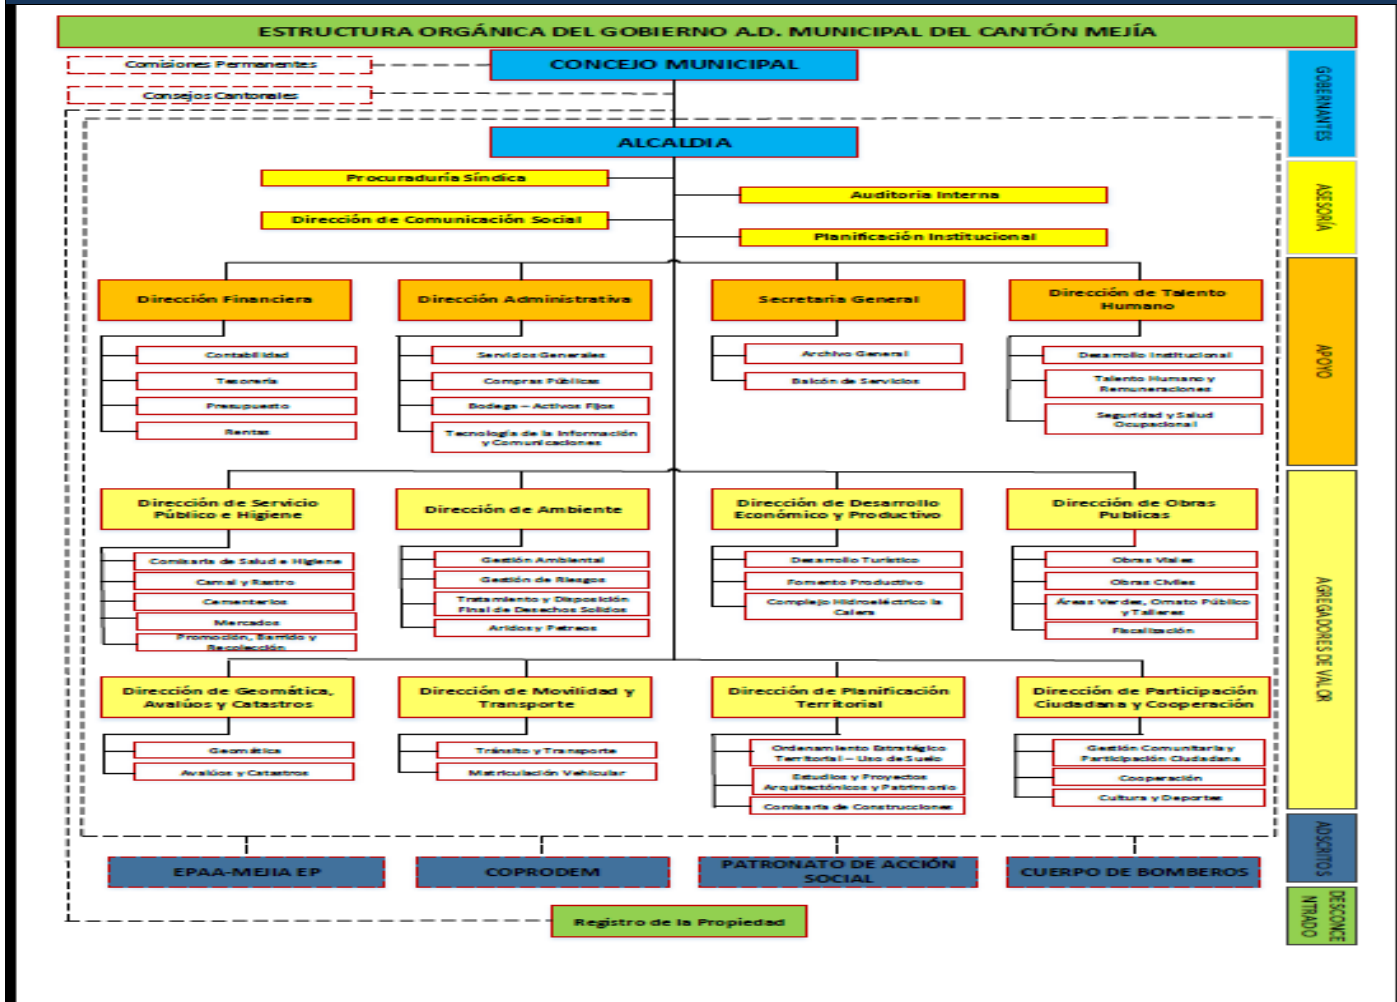 ESTRUCTURA ORGÁNICA DEL GOBIERNO A.D. MUNICIPAL DEL CANTÓN MEJÍA
Comisiones Permanentes
CONCEJO MUNICIPAL
Consejos Cantonales
GOBERNANTES
ALCALDIA
Procuraduría Síndica
Auditoria Interna
Dirección de Comunicación Social
Planificación Institucional
ASESORÍA
Dirección Financiera
Dirección Administrativa
Secretaria General
Dirección de Talento
Humano
Contabilidad
Tesorería
Presupuesto
Rentas
Servicios Generales
Compras Públicas
Bodega – Activos Fijos
Tecnología de la Información
y Comunicaciones
Archivo General
Balcón de Servicios
Desarrollo Institucional
Talento Humano y
Remuneraciones
Seguridad y Salud
Ocupacional
APOYO
Dirección de Servicio
Público e Higiene
Dirección de Ambiente
Dirección de Desarrollo
Económico y Productivo
Dirección de Obras
Publicas
Comisaría de Salud e Higiene
Camal y Rastro
Cementerios
Mercados
Promoción, Barrido y
Recolección
Gestión Ambiental
Gestión de Riesgos
Tratamiento y Disposición
Final de Desechos Solidos
Aridos y Petreos
Desarrollo Turístico
Fomento Productivo
Complejo Hidroeléctrico la
Calera
Obras Viales
Obras Civiles
Áreas Verdes, Ornato Público
y Talleres
Fiscalización
AGREGADORES DE VALOR
Dirección de Geomática,
Avalúos y Catastros
Dirección de Movilidad y
Transporte
Dirección de Planificación
Territorial
Dirección de Participación
Ciudadana y Cooperación
Geomática
Avalúos y Catastros
Tránsito y Transporte
Matriculación Vehicular
Ordenamiento Estratégico
Territorial – Uso de Suelo
Estudios y Proyectos
Arquitectónicos y Patrimonio
Comisaría de Construcciones
Gestión Comunitaria y
Participación Ciudadana
Cooperación
Cultura y Deportes
EPAA-MEJIA EP
COPRODEM
PATRONATO DE ACCIÓN
SOCIAL
CUERPO DE BOMBEROS
ADSCRITOS
Registro de la Propiedad
DESCONCE
NTRADO